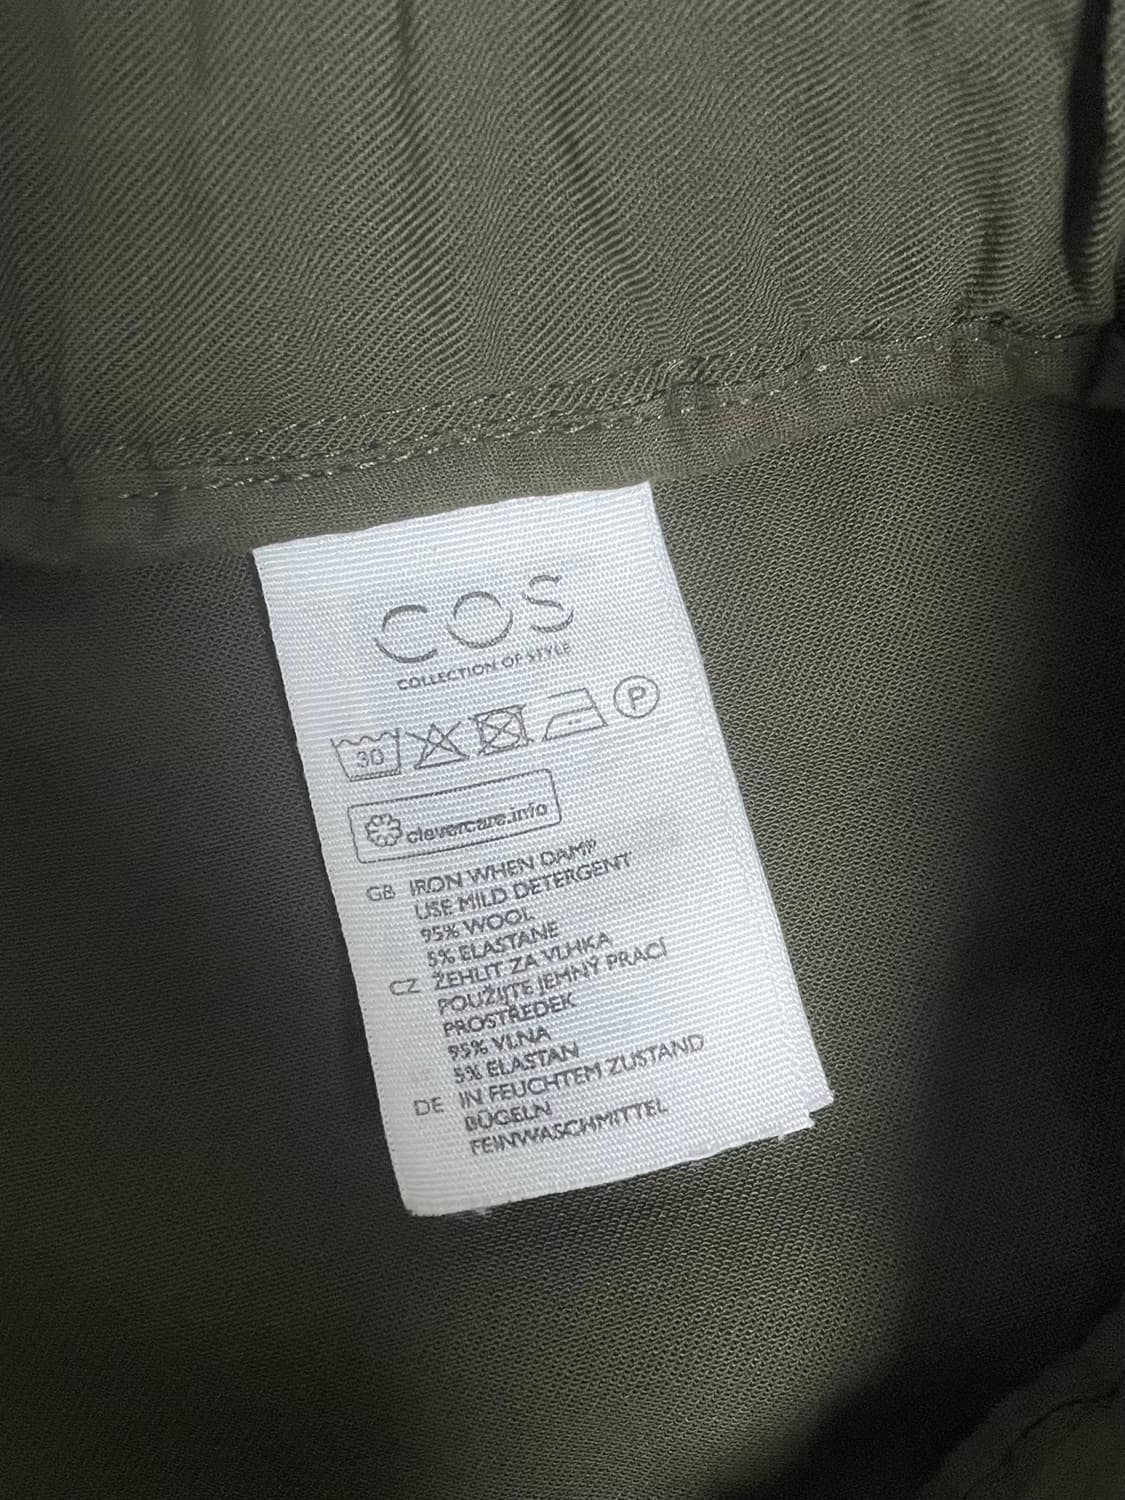 COS
COLLECTION OF STYLE
30 P
clevercare.info
GB IRON WHEN DAMP
USE MILD DETERGENT
95% WOOL
5% ELASTANE
CZ ŽEHLIT ZA VLHKA
POUŽIJTE JEMNÝ PRACÍ
PROSTŘEDEK
95% VLNA
5% ELASTAN
DE IN FEUCHTEM ZUSTAND
BÜGELN
FEINWASCHMITTEL